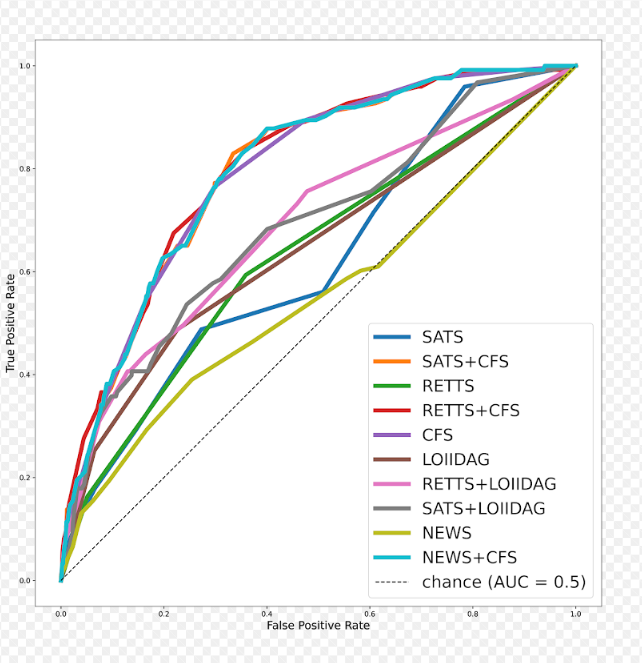 1.0
0.8
0.6
0.4
0.2
0.0
True Positive Rate
SATS
SATS+CFS
RETTS
RETTS+CFS
CFS
LOIIDAG
RETTS+LOIIDAG
SATS+LOIIDAG
NEWS
NEWS+CFS
chance (AUC = 0.5)
0.0 0.2 0.4 0.6 0.8 1.0
False Positive Rate